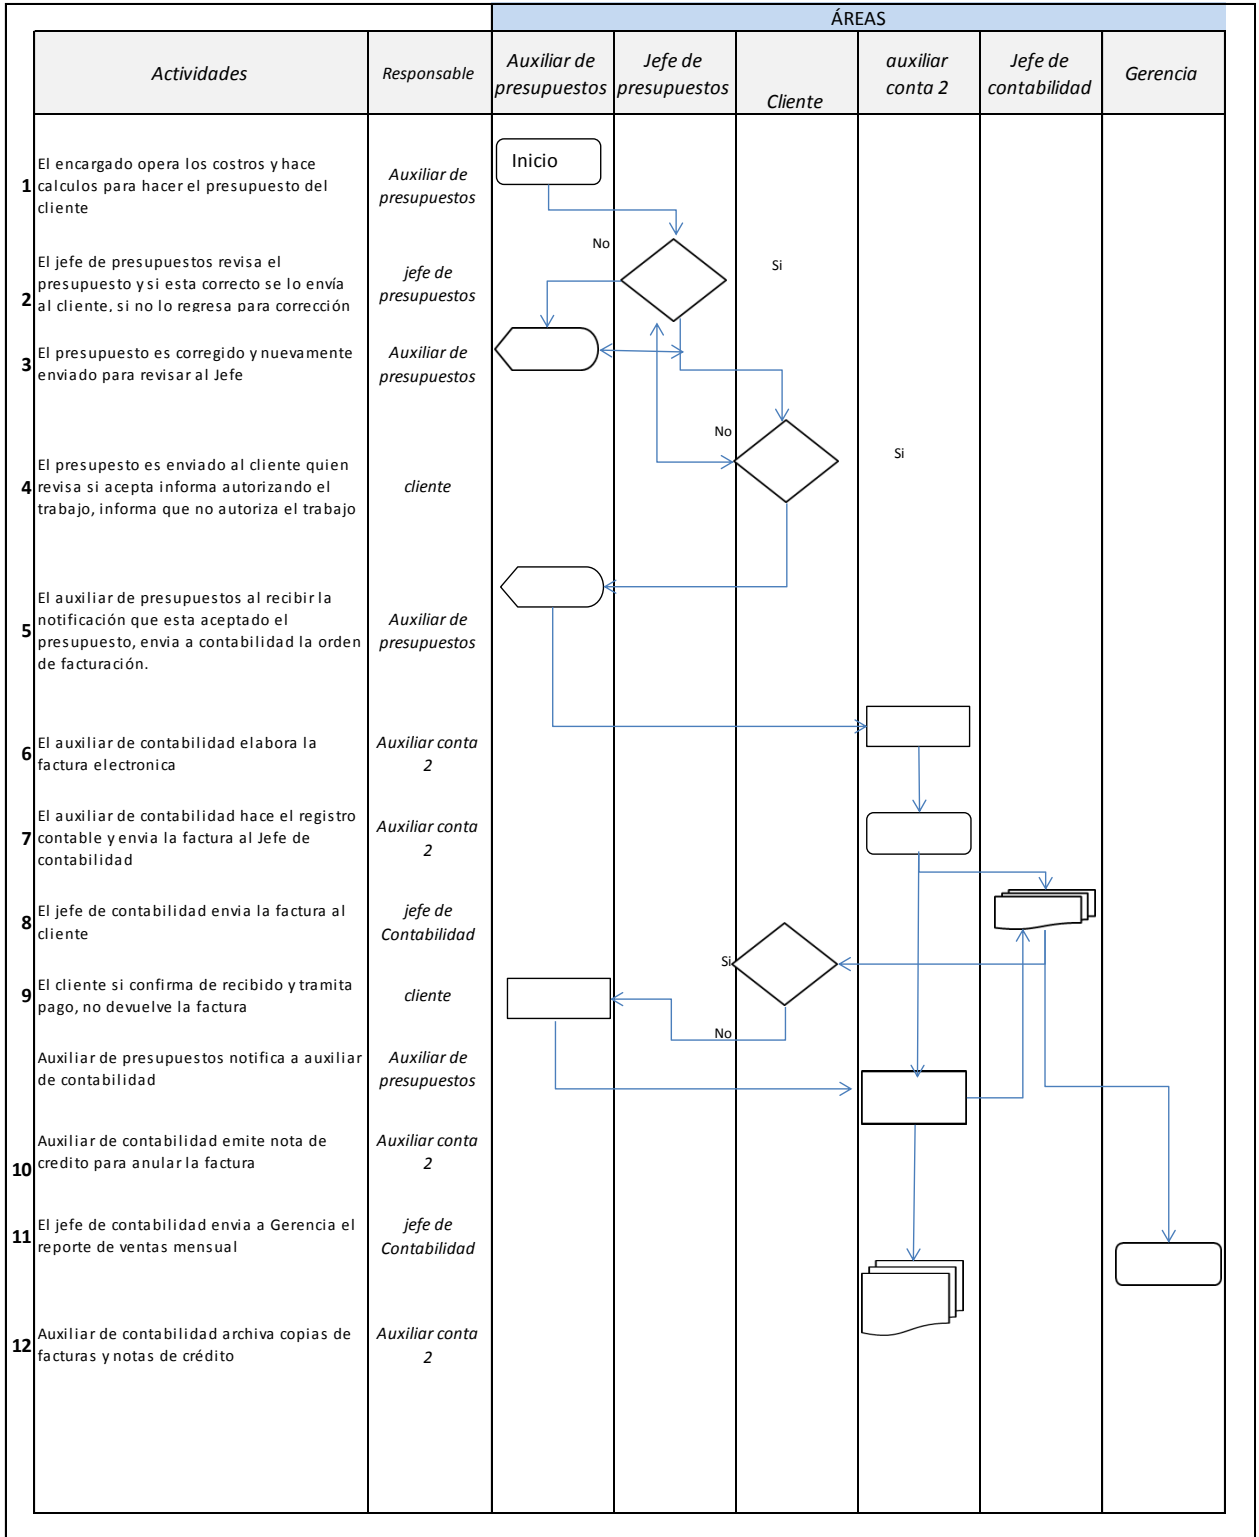 ÁREAS
Actividades
Responsable
Auxiliar de
presupuestos
Jefe de
presupuestos
Cliente
auxiliar
conta 2
Jefe de
contabilidad
Gerencia
1
El encargado opera los costros y hace
calculos para hacer el presupuesto del
cliente
Auxiliar de
presupuestos
Inicio
2
El jefe de presupuestos revisa el
presupuesto y si esta correcto se lo envía
al cliente, si no lo regresa para corrección
jefe de
presupuestos
No
Si
3
El presupuesto es corregido y nuevamente
enviado para revisar al Jefe
Auxiliar de
presupuestos
4
El presupesto es enviado al cliente quien
revisa si acepta informa autorizando el
trabajo, informa que no autoriza el trabajo
cliente
No
Si
5
El auxiliar de presupuestos al recibir la
notificación que esta aceptado el
presupuesto, envia a contabilidad la orden
de facturación.
Auxiliar de
presupuestos
6
El auxiliar de contabilidad elabora la
factura electronica
Auxiliar conta
2
7
El auxiliar de contabilidad hace el registro
contable y envia la factura al Jefe de
contabilidad
Auxiliar conta
2
8
El jefe de contabilidad envia la factura al
cliente
jefe de
Contabilidad
Si
9
El cliente si confirma de recibido y tramita
pago, no devuelve la factura
cliente
No
Auxiliar de presupuestos notifica a auxiliar
de contabilidad
Auxiliar de
presupuestos
10
Auxiliar de contabilidad emite nota de
credito para anular la factura
Auxiliar conta
2
11
El jefe de contabilidad envia a Gerencia el
reporte de ventas mensual
jefe de
Contabilidad
12
Auxiliar de contabilidad archiva copias de
facturas y notas de crédito
Auxiliar conta
2